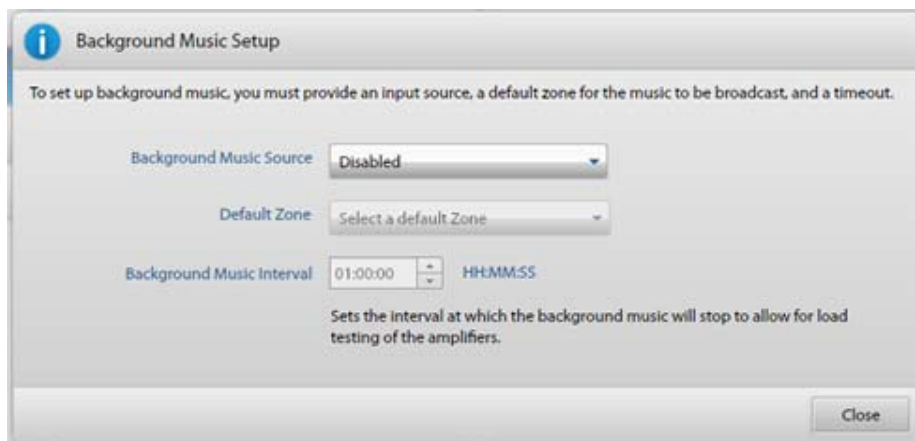 Background Music Setup
To set up background music, you must provide an input source, a default zone for the music to be broadcast, and a timeout.
Background Music Source Disabled
Default Zone Select a default Zone
Background Music Interval 01:00:00 HH:MM:SS
Sets the interval at which the background music will stop to allow for load
testing of the amplifiers.
Close